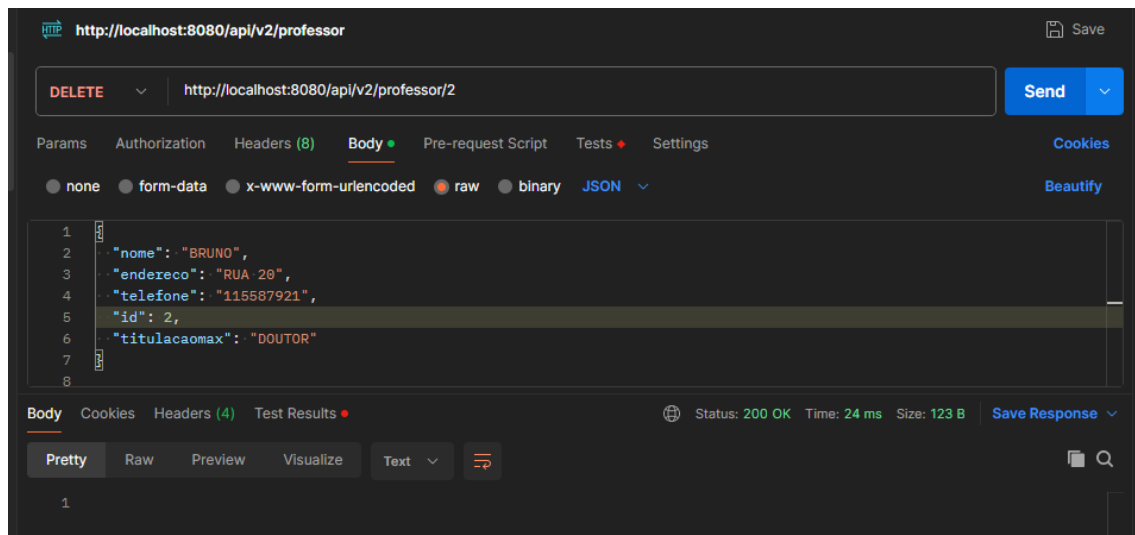 HTTP http://localhost:8080/api/v2/professor Save
DELETE http://localhost:8080/api/v2/professor/2 Send
Params Authorization Headers (8) Body Pre-request Script Tests Settings Cookies
none form-data x-www-form-urlencoded raw binary JSON Beautify
1 {
2 "nome": "BRUNO",
3 "endereco": "RUA 20",
4 "telefone": "115587921",
5 "id": 2,
6 "titulacaomax": "DOUTOR"
7 }
8
Body Cookies Headers (4) Test Results Status: 200 OK Time: 24 ms Size: 123 B Save Response
Pretty Raw Preview Visualize Text
1